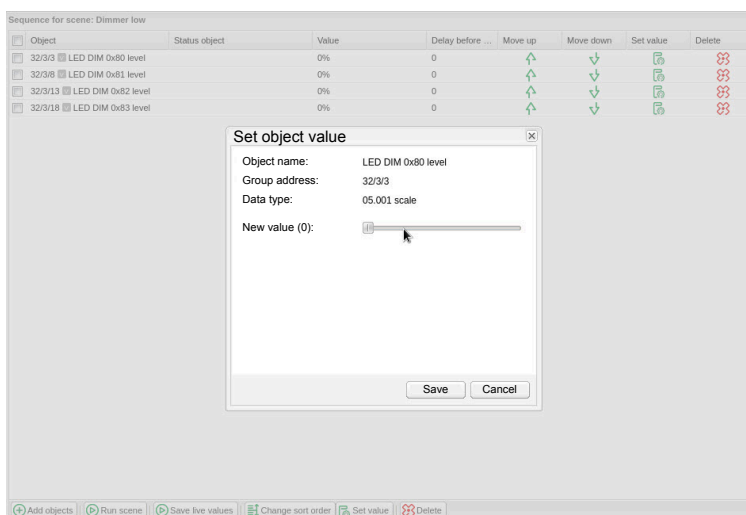 Sequence for scene: Dimmer low
Object Status object Value Delay before ... Move up Move down Set value Delete
32/3/3 LED DIM 0x80 level 0% 0
32/3/8 LED DIM 0x81 level 0% 0
32/3/13 LED DIM 0x82 level 0% 0
32/3/18 LED DIM 0x83 level 0% 0
Set object value
Object name: LED DIM 0x80 level
Group address: 32/3/3
Data type: 05.001 scale
New value (0):
Save Cancel
Add objects Run scene Save live values Change sort order Set value Delete